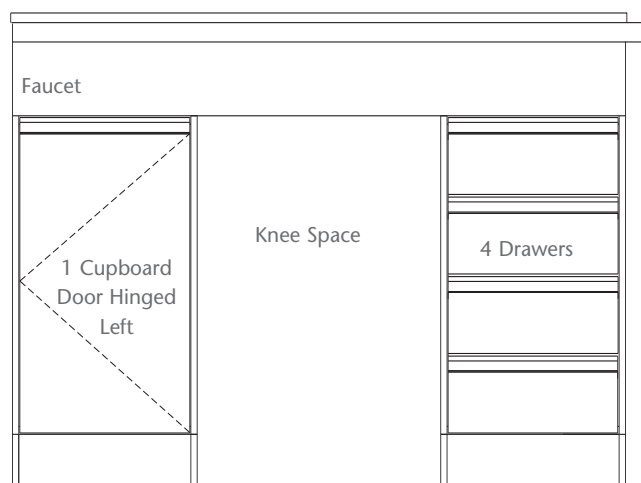 Faucet
Knee Space
4 Drawers
1 Cupboard
Door Hinged
Left